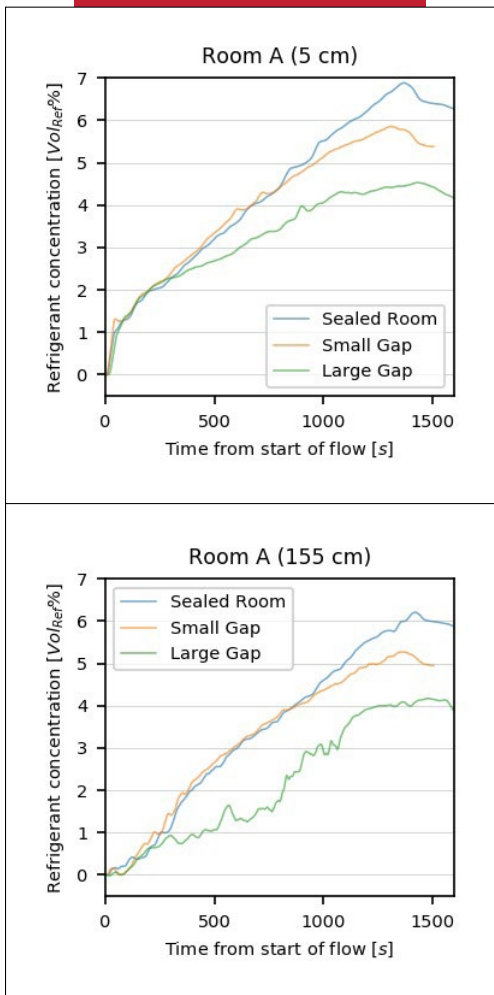 Room A (5 cm)
Refrigerant concentration [Vol_Ref%]
7
6
5
4
3
2
1
0
Sealed Room
Small Gap
Large Gap
0 500 1000 1500
Time from start of flow [s]
Room A (155 cm)
Refrigerant concentration [Vol_Ref%]
7
6
5
4
3
2
1
0
Sealed Room
Small Gap
Large Gap
0 500 1000 1500
Time from start of flow [s]